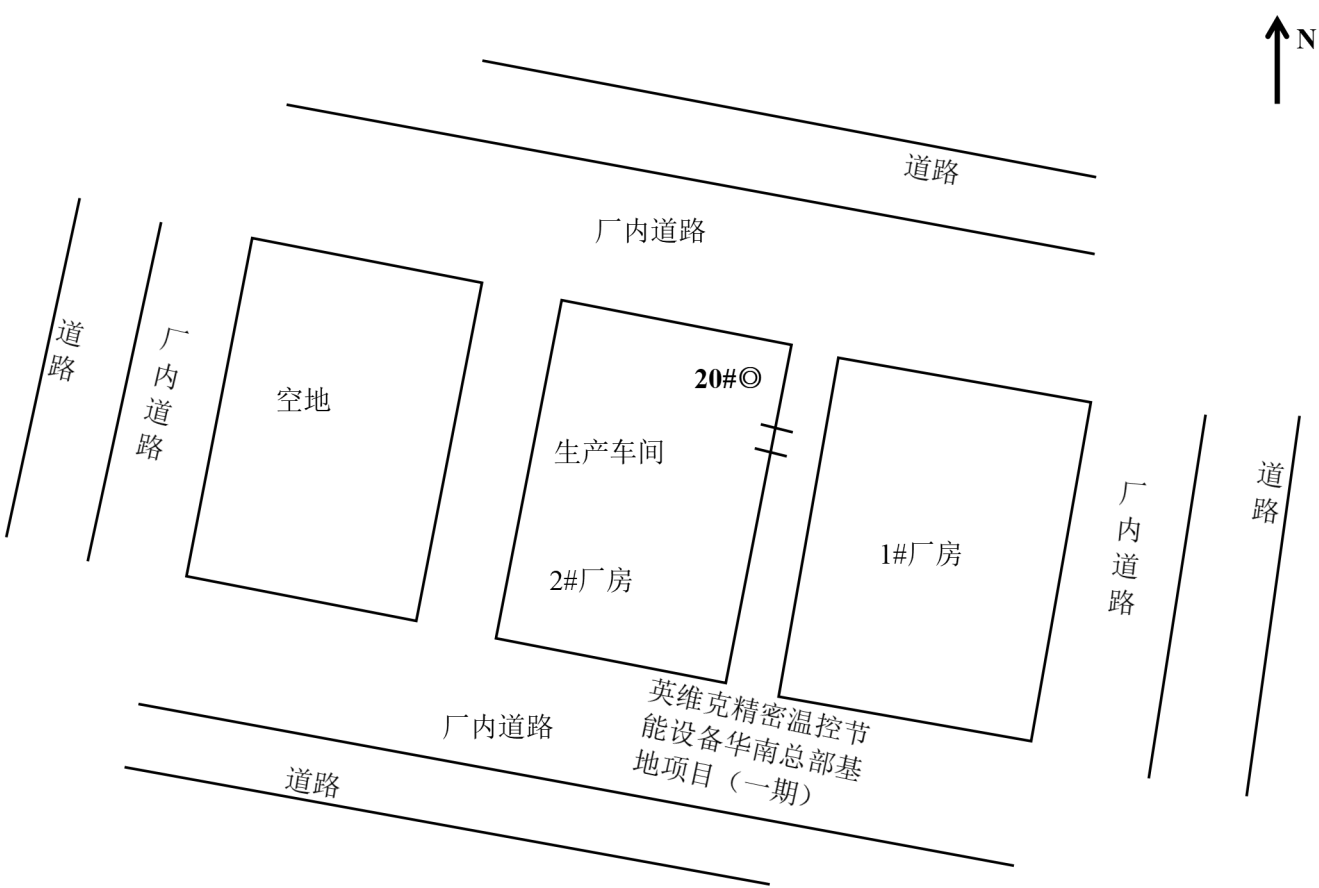 N
道路
厂内道路
道路
厂内道路
空地
20#◎
生产车间
2#厂房
1#厂房
厂内道路
道路
英维克精密温控节
能设备华南总部基
地项目（一期）
厂内道路
道路